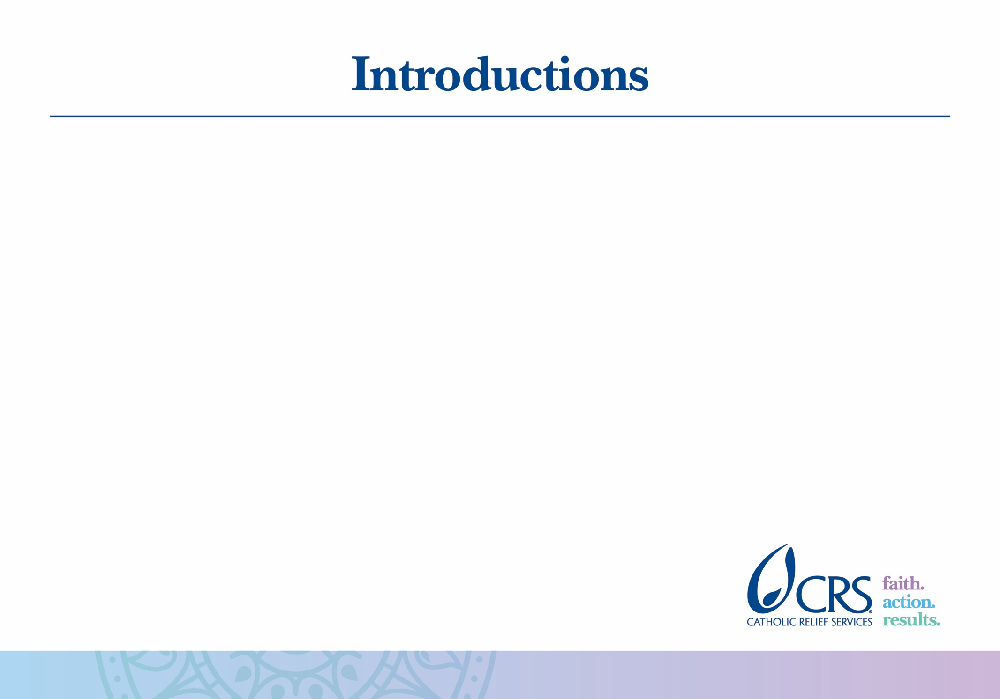 Introductions
CRS®
CATHOLIC RELIEF SERVICES
faith.
action.
results.